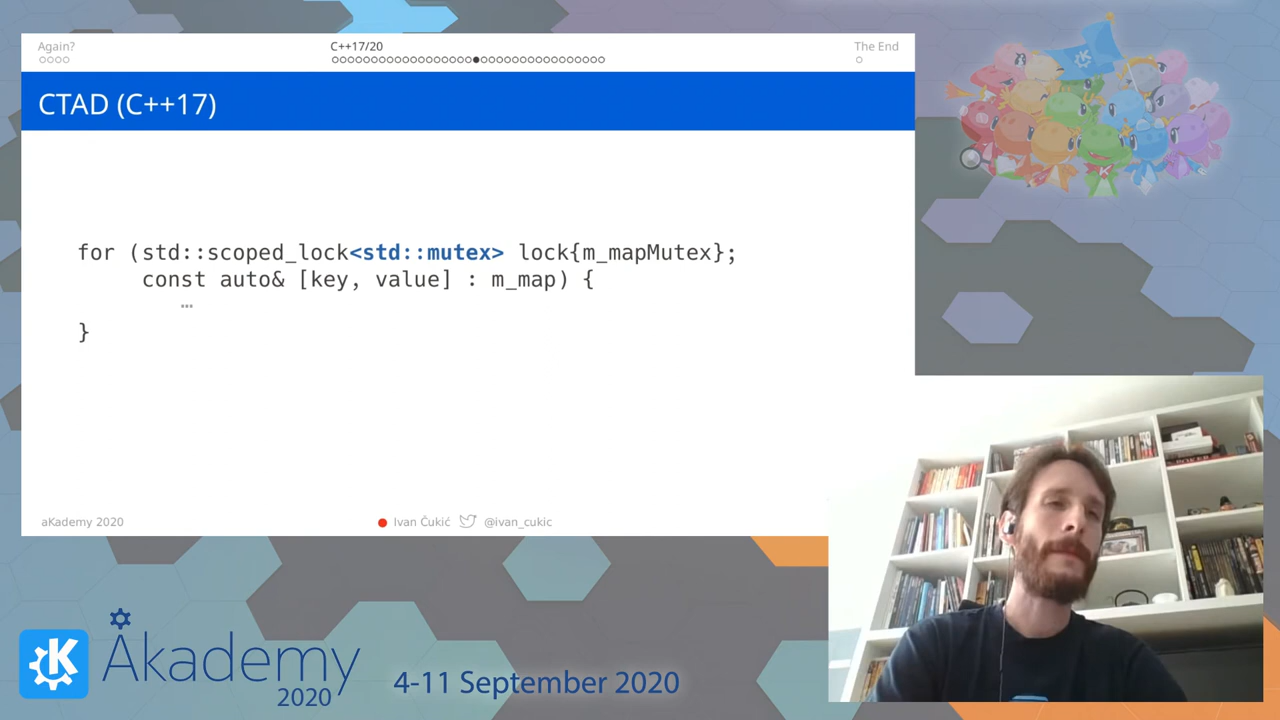 Again?
C++17/20
The End
CTAD (C++17)
for (std::scoped_lock<std::mutex> lock{m_mapMutex};
const auto& [key, value] : m_map) {
…
}
aKademy 2020
Ivan Čukić
@ivan_cukic
Akademy
2020
4-11 September 2020